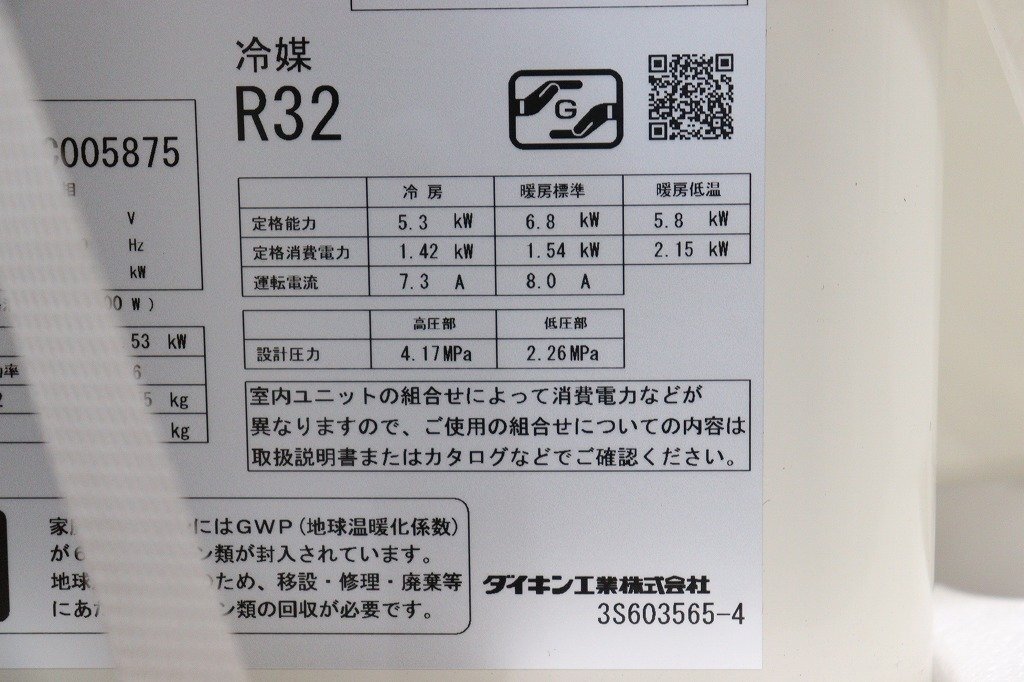 冷媒
R32
G
005875
V
Hz
kW
W)
冷房 暖房標準 暖房低温
定格能力 5.3 kW 6.8 kW 5.8 kW
定格消費電力 1.42 kW 1.54 kW 2.15 kW
運転電流 7.3 A 8.0 A
53 kW
kg
kg
高圧部 低圧部
設計圧力 4.17MPa 2.26MPa
室内ユニットの組合せによって消費電力などが
異なりますので、ご使用の組合せについての内容は
取扱説明書またはカタログなどでご確認ください。
にはGWP(地球温暖化係数)
が6 ン類が封入されています。
地球 のため、移設・修理・廃棄等
にあた ン類の回収が必要です。
ダイキン工業株式会社
3S603565-4